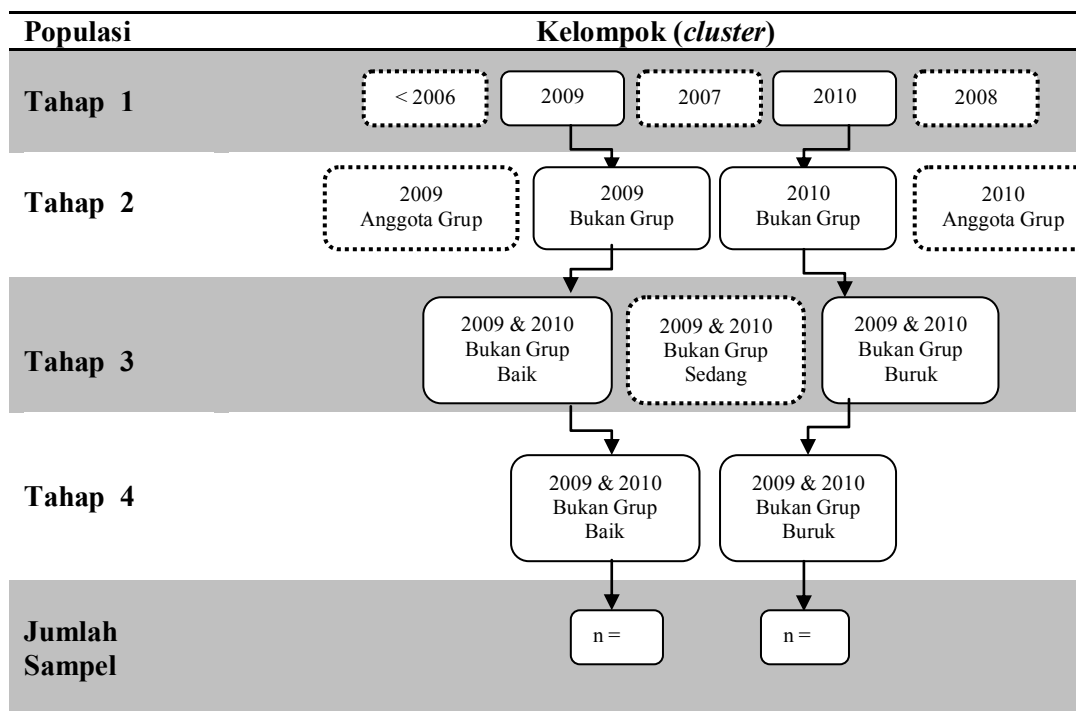 Populasi Kelompok (cluster)
Tahap 1
< 2006 2009 2007 2010 2008
Tahap 2
2009
Anggota Grup
2009
Bukan Grup
2010
Bukan Grup
2010
Anggota Grup
Tahap 3
2009 & 2010
Bukan Grup
Baik
2009 & 2010
Bukan Grup
Sedang
2009 & 2010
Bukan Grup
Buruk
Tahap 4
2009 & 2010
Bukan Grup
Baik
2009 & 2010
Bukan Grup
Buruk
Jumlah
Sampel
n =
n =